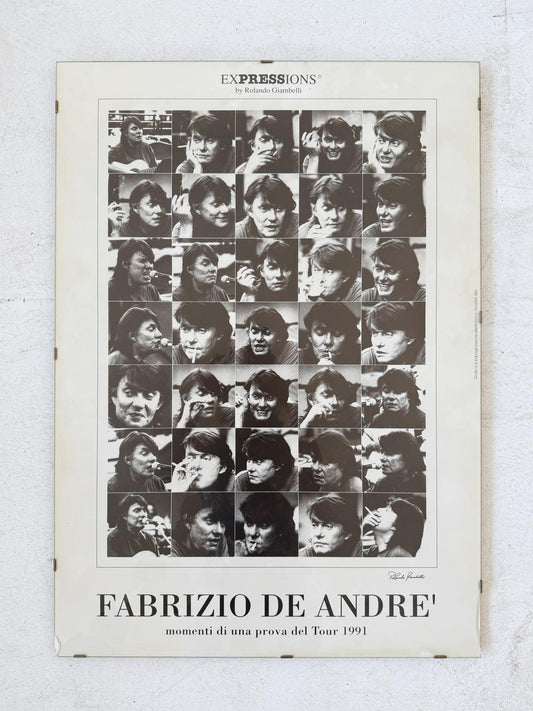 EXPRESSIONS®
by Rolando Giambelli
FABRIZIO DE ANDRE'
momenti di una prova del Tour 1991